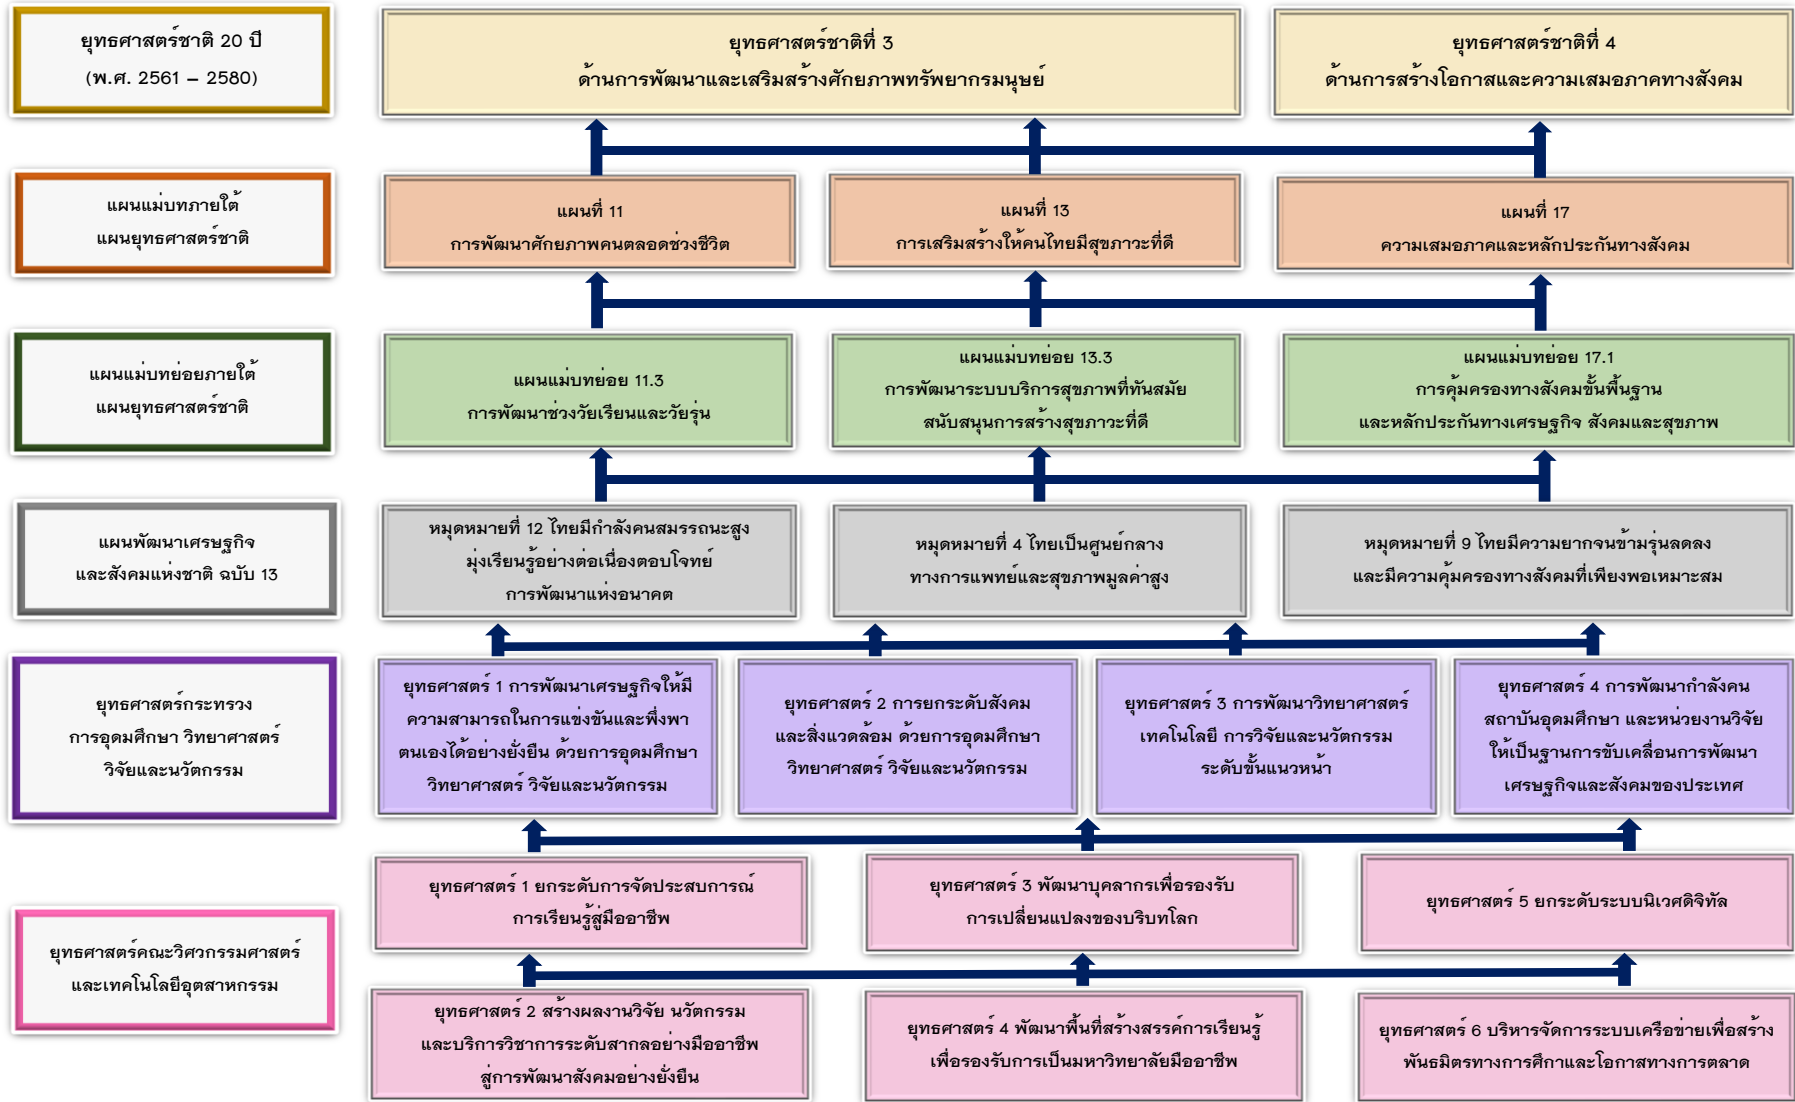 ยุทธศาสตร์ชาติ 20 ปี
(พ.ศ. 2561 – 2580)
ยุทธศาสตร์ชาติที่ 3
ด้านการพัฒนาและเสริมสร้างศักยภาพทรัพยากรมนุษย์
ยุทธศาสตร์ชาติที่ 4
ด้านการสร้างโอกาสและความเสมอภาคทางสังคม
แผนแม่บทภายใต้
แผนยุทธศาสตร์ชาติ
แผนที่ 11
การพัฒนาศักยภาพคนตลอดช่วงชีวิต
แผนที่ 13
การเสริมสร้างให้คนไทยมีสุขภาวะที่ดี
แผนที่ 17
ความเสมอภาคและหลักประกันทางสังคม
แผนแม่บทย่อยภายใต้
แผนยุทธศาสตร์ชาติ
แผนแม่บทย่อย 11.3
การพัฒนาช่วงวัยเรียนและวัยรุ่น
แผนแม่บทย่อย 13.3
การพัฒนาระบบบริการสุขภาพที่ทันสมัย
สนับสนุนการสร้างสุขภาวะที่ดี
แผนแม่บทย่อย 17.1
การคุ้มครองทางสังคมขั้นพื้นฐาน
และหลักประกันทางเศรษฐกิจ สังคมและสุขภาพ
แผนพัฒนาเศรษฐกิจ
และสังคมแห่งชาติ ฉบับ 13
หมุดหมายที่ 12 ไทยมีกำลังคนสมรรถนะสูง
มุ่งเรียนรู้อย่างต่อเนื่องตอบโจทย์
การพัฒนาแห่งอนาคต
หมุดหมายที่ 4 ไทยเป็นศูนย์กลาง
ทางการแพทย์และสุขภาพมูลค่าสูง
หมุดหมายที่ 9 ไทยมีความยากจนข้ามรุ่นลดลง
และมีความคุ้มครองทางสังคมที่เพียงพอเหมาะสม
ยุทธศาสตร์กระทรวง
การอุดมศึกษา วิทยาศาสตร์
วิจัยและนวัตกรรม
ยุทธศาสตร์ 1 การพัฒนาเศรษฐกิจให้มี
ความสามารถในการแข่งขันและพึ่งพา
ตนเองได้อย่างยั่งยืน ด้วยการอุดมศึกษา
วิทยาศาสตร์ วิจัยและนวัตกรรม
ยุทธศาสตร์ 2 การยกระดับสังคม
และสิ่งแวดล้อม ด้วยการอุดมศึกษา
วิทยาศาสตร์ วิจัยและนวัตกรรม
ยุทธศาสตร์ 3 การพัฒนาวิทยาศาสตร์
เทคโนโลยี การวิจัยและนวัตกรรม
ระดับขั้นแนวหน้า
ยุทธศาสตร์ 4 การพัฒนากำลังคน
สถาบันอุดมศึกษา และหน่วยงานวิจัย
ให้เป็นฐานการขับเคลื่อนการพัฒนา
เศรษฐกิจและสังคมของประเทศ
ยุทธศาสตร์คณะวิศวกรรมศาสตร์
และเทคโนโลยีอุตสาหกรรม
ยุทธศาสตร์ 1 ยกระดับการจัดประสบการณ์
การเรียนรู้สู่มืออาชีพ
ยุทธศาสตร์ 3 พัฒนาบุคลากรเพื่อรองรับ
การเปลี่ยนแปลงของบริบทโลก
ยุทธศาสตร์ 5 ยกระดับระบบนิเวศดิจิทัล
ยุทธศาสตร์ 2 สร้างผลงานวิจัย นวัตกรรม
และบริการวิชาการระดับสากลอย่างมืออาชีพ
สู่การพัฒนาสังคมอย่างยั่งยืน
ยุทธศาสตร์ 4 พัฒนาพื้นที่สร้างสรรค์การเรียนรู้
เพื่อรองรับการเป็นมหาวิทยาลัยมืออาชีพ
ยุทธศาสตร์ 6 บริหารจัดการระบบเครือข่ายเพื่อสร้าง
พันธมิตรทางการศึกาและโอกาสทางการตลาด